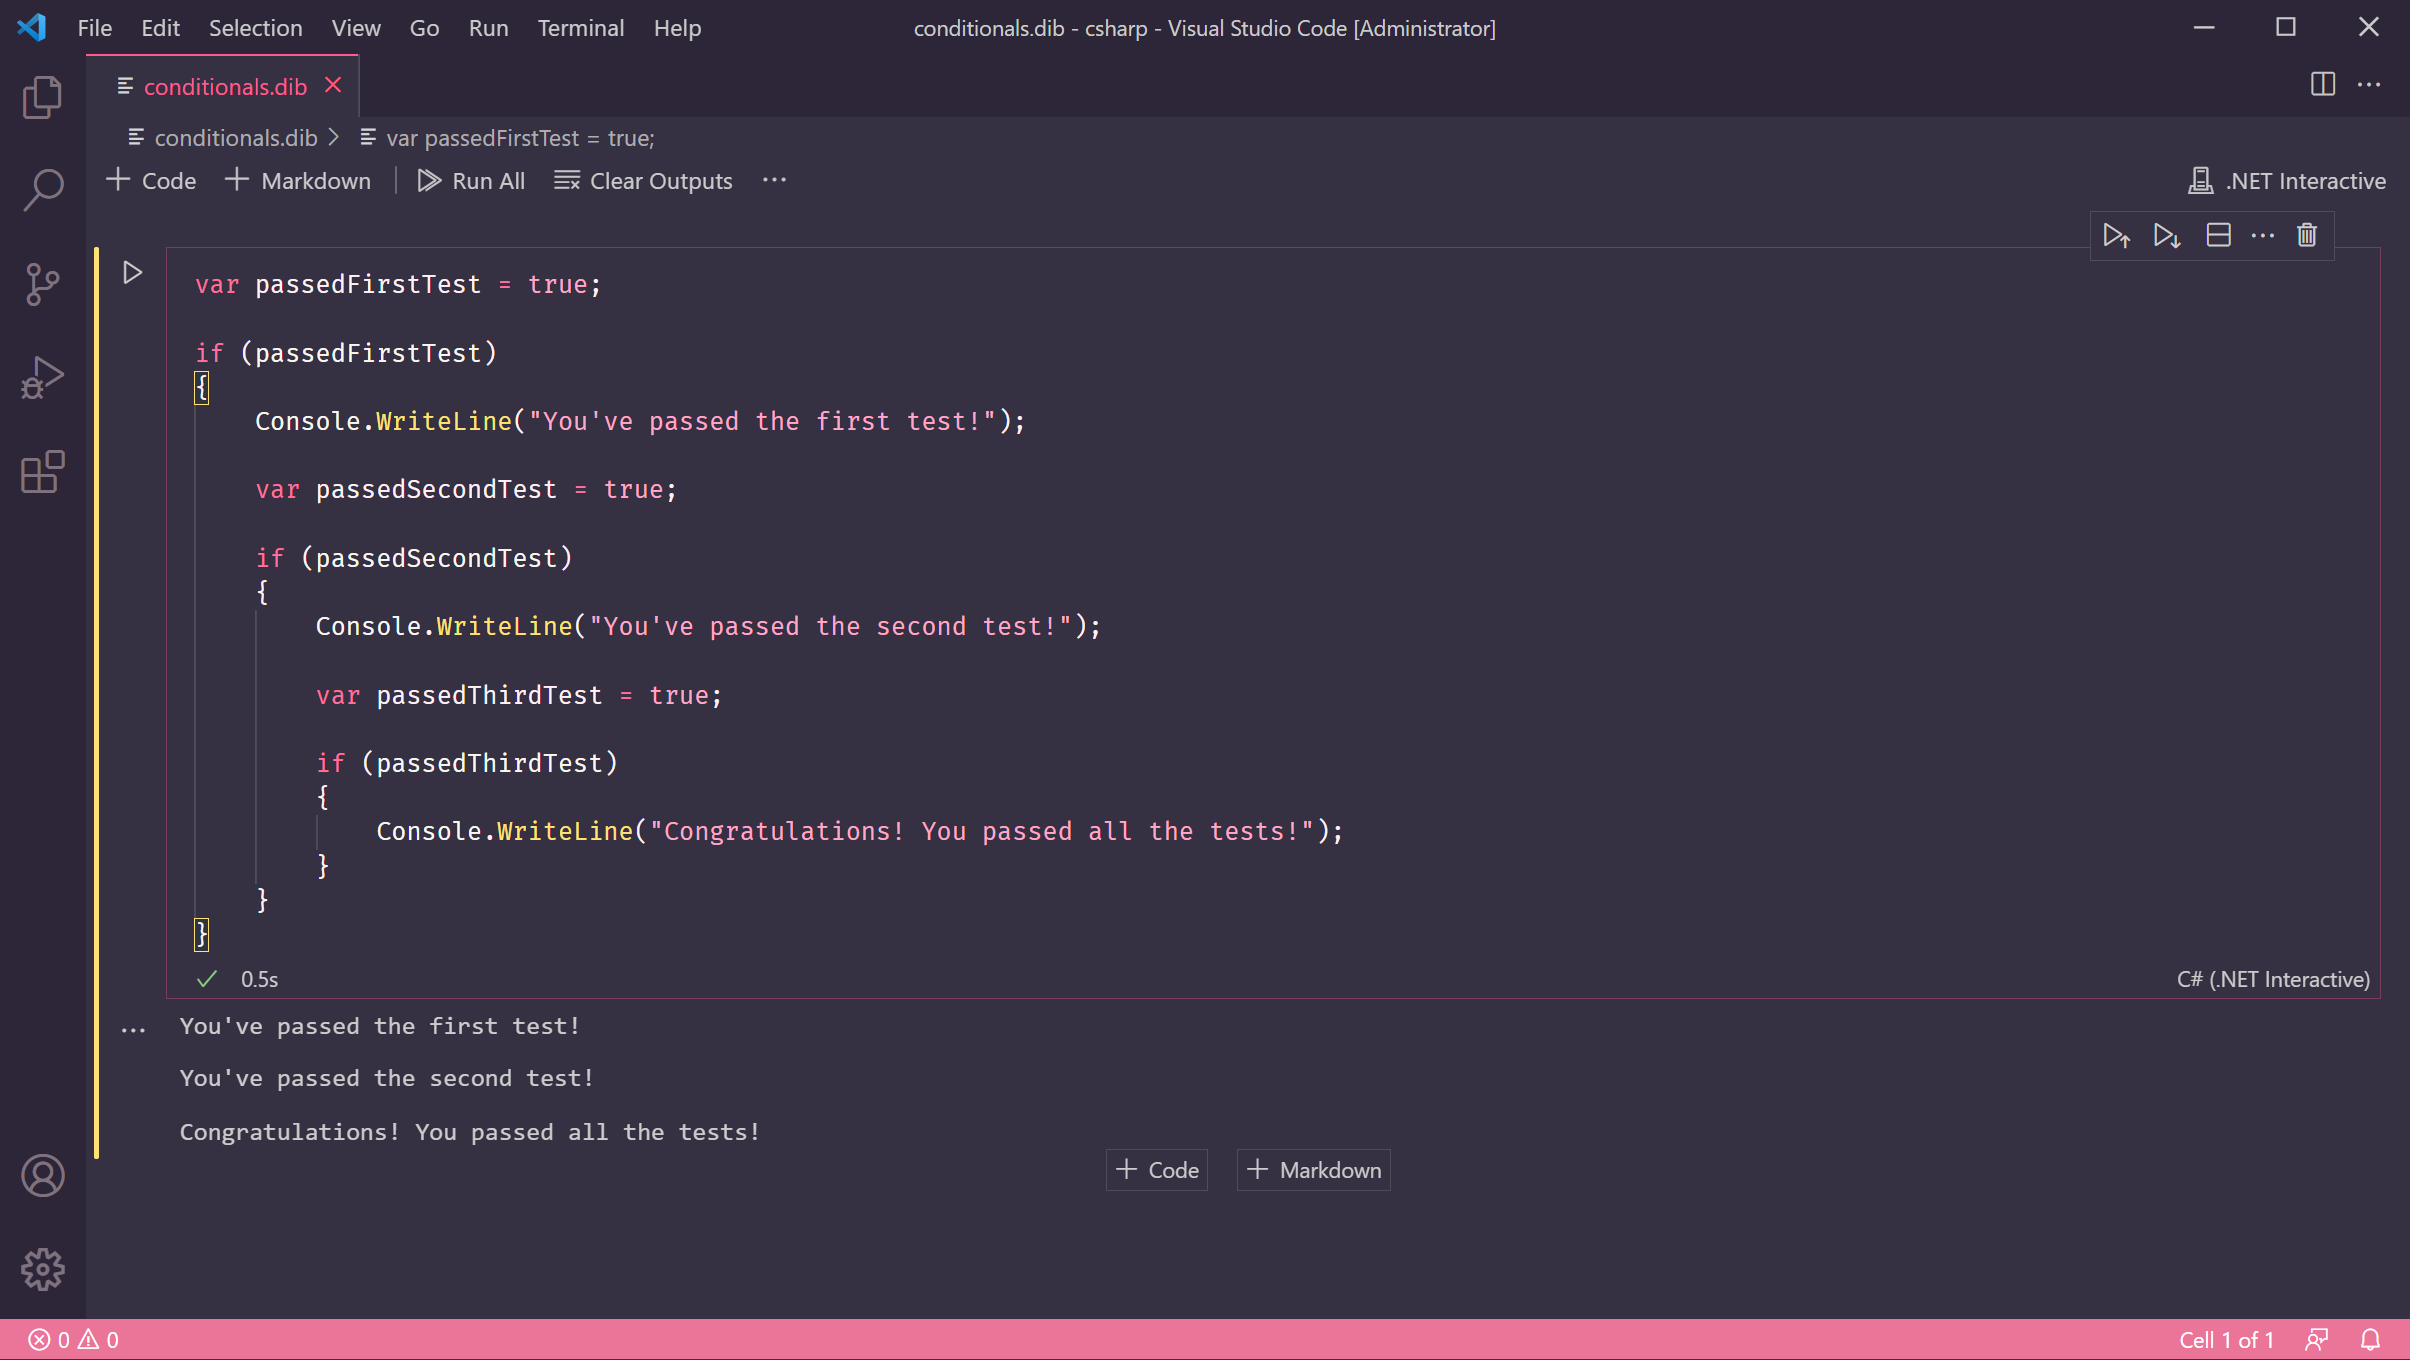 File Edit Selection View Go Run Terminal Help
conditionals.dib - csharp - Visual Studio Code [Administrator]
conditionals.dib
conditionals.dib > var passedFirstTest = true;
Code Markdown Run All Clear Outputs ... .NET Interactive
var passedFirstTest = true;
if (passedFirstTest)
{
    Console.WriteLine("You've passed the first test!");
    var passedSecondTest = true;
    if (passedSecondTest)
    {
        Console.WriteLine("You've passed the second test!");
        var passedThirdTest = true;
        if (passedThirdTest)
        {
            Console.WriteLine("Congratulations! You passed all the tests!");
        }
    }
}
0.5s
C# (.NET Interactive)
You've passed the first test!
You've passed the second test!
Congratulations! You passed all the tests!
Code Markdown
0 0
Cell 1 of 1